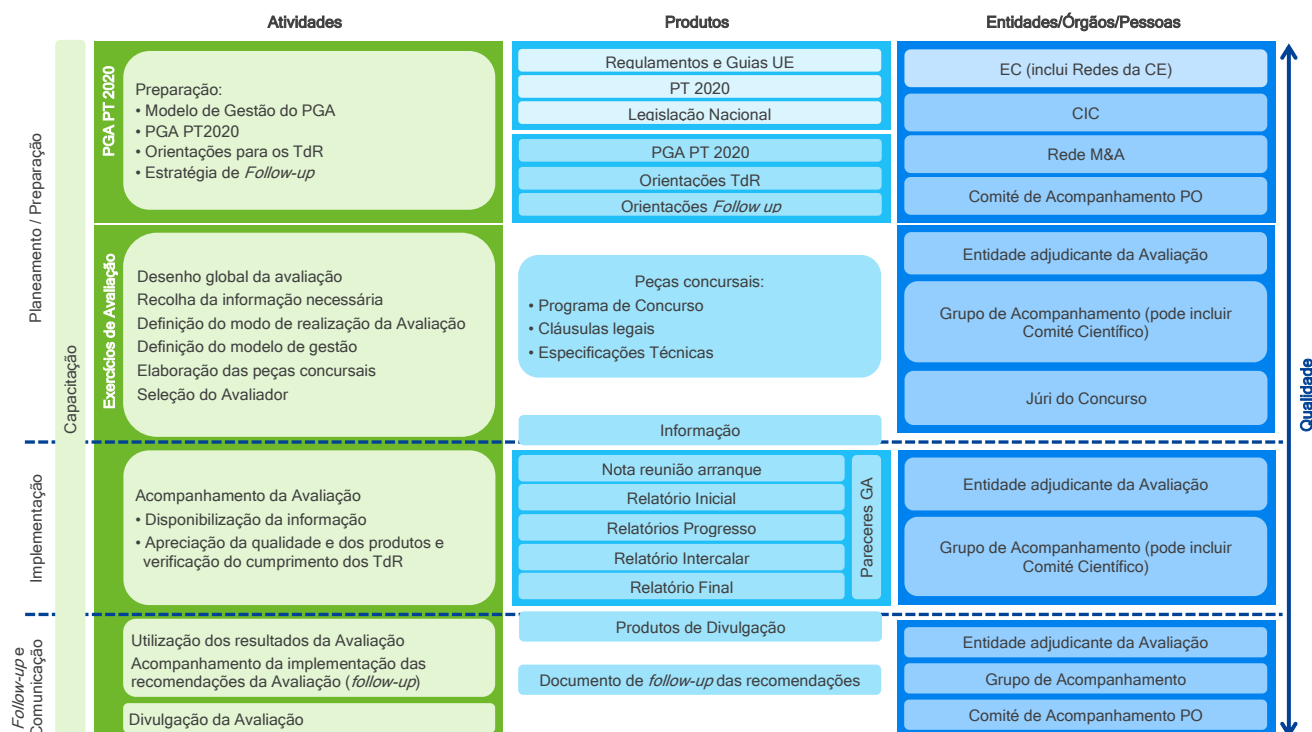 Atividades
Produtos
Entidades/Órgãos/Pessoas
Planeamento / Preparação
Capacitação
PGA PT 2020
Preparação:
• Modelo de Gestão do PGA
• PGA PT2020
• Orientações para os TdR
• Estratégia de Follow-up
Regulamentos e Guias UE
PT 2020
Legislação Nacional
PGA PT 2020
Orientações TdR
Orientações Follow up
EC (inclui Redes da CE)
CIC
Rede M&A
Comité de Acompanhamento PO
Exercícios de Avaliação
Desenho global da avaliação
Recolha da informação necessária
Definição do modo de realização da Avaliação
Definição do modelo de gestão
Elaboração das peças concursais
Seleção do Avaliador
Peças concursais:
• Programa de Concurso
• Cláusulas legais
• Especificações Técnicas
Informação
Entidade adjudicante da Avaliação
Grupo de Acompanhamento (pode incluir
Comité Científico)
Júri do Concurso
Qualidade
Implementação
Acompanhamento da Avaliação
• Disponibilização da informação
• Apreciação da qualidade e dos produtos e
verificação do cumprimento dos TdR
Nota reunião arranque
Relatório Inicial
Relatórios Progresso
Relatório Intercalar
Relatório Final
Pareceres GA
Entidade adjudicante da Avaliação
Grupo de Acompanhamento (pode incluir
Comité Científico)
Follow-up e
Comunicação
Utilização dos resultados da Avaliação
Acompanhamento da implementação das
recomendações da Avaliação (follow-up)
Divulgação da Avaliação
Produtos de Divulgação
Documento de follow-up das recomendações
Entidade adjudicante da Avaliação
Grupo de Acompanhamento
Comité de Acompanhamento PO